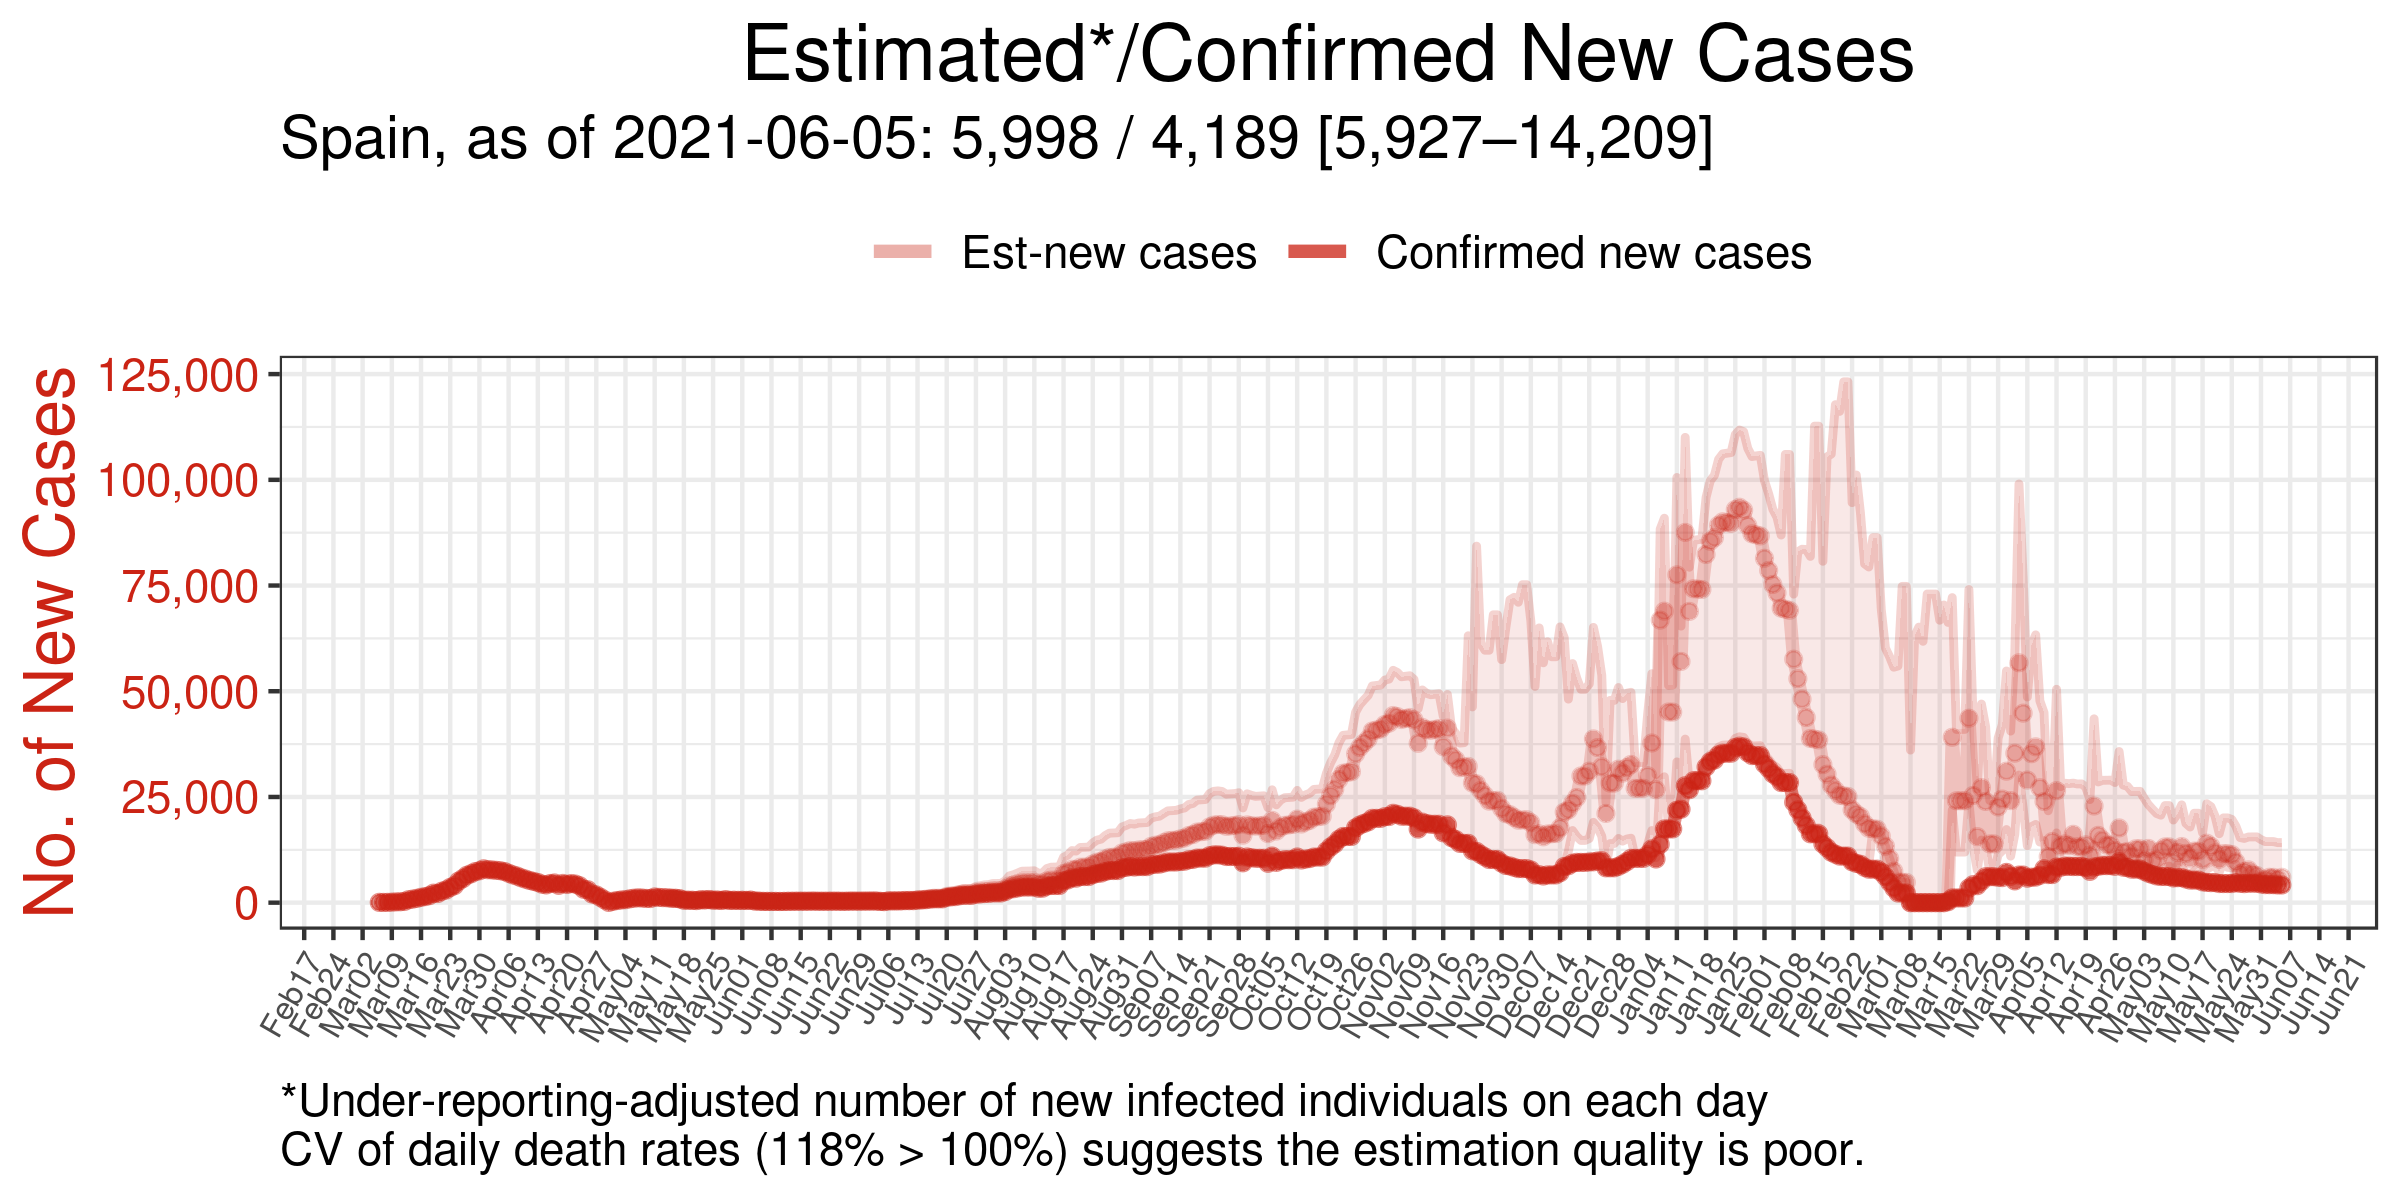 Estimated*/Confirmed New Cases
Spain, as of 2021-06-05: 5,998 / 4,189 [5,927–14,209]
Est-new cases
Confirmed new cases
No. of New Cases
125,000
100,000
75,000
50,000
25,000
0
Feb17
Feb24
Mar02
Mar09
Mar16
Mar23
Mar30
Apr06
Apr13
Apr20
Apr27
May04
May11
May18
May25
Jun01
Jun08
Jun15
Jun22
Jun29
Jul06
Jul13
Jul20
Jul27
Aug03
Aug10
Aug17
Aug24
Aug31
Sep07
Sep14
Sep21
Sep28
Oct05
Oct12
Oct19
Oct26
Nov02
Nov09
Nov16
Nov23
Nov30
Dec07
Dec14
Dec21
Dec28
Jan04
Jan11
Jan18
Jan25
Feb01
Feb08
Feb15
Feb22
Mar01
Mar08
Mar15
Mar22
Mar29
Apr05
Apr12
Apr19
Apr26
May03
May10
May17
May24
May31
Jun07
Jun14
Jun21
*Under-reporting-adjusted number of new infected individuals on each day
CV of daily death rates (118% > 100%) suggests the estimation quality is poor.